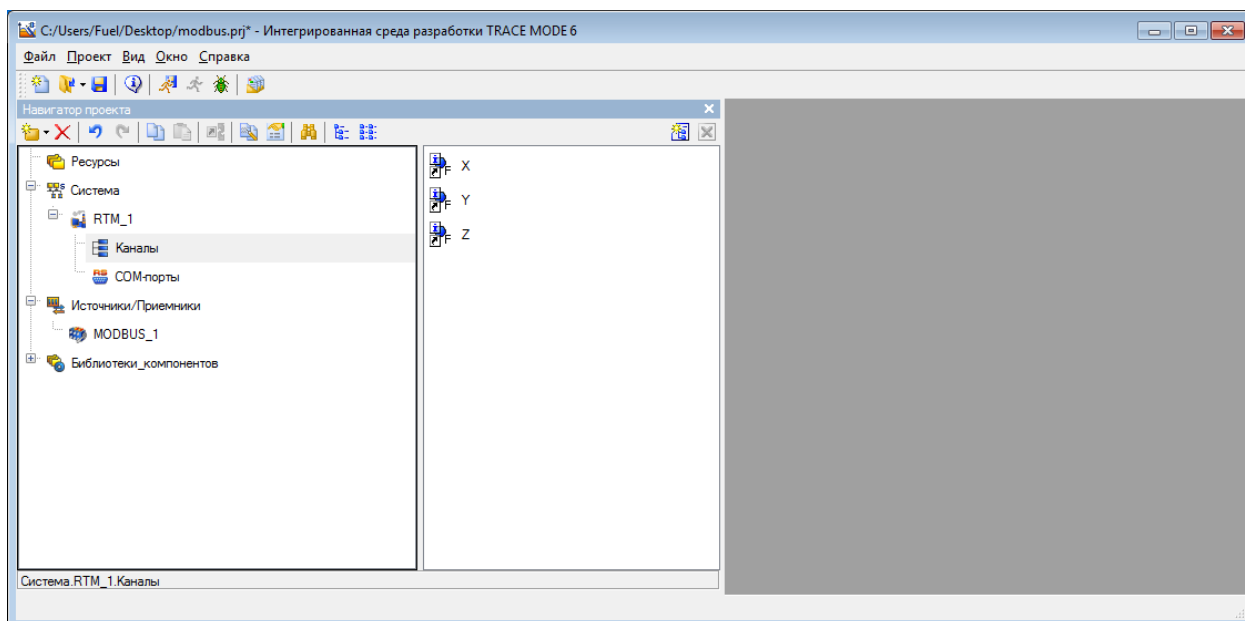 C:/Users/Fuel/Desktop/modbus.prj* - Интегрированная среда разработки TRACE MODE 6
Файл Проект Вид Окно Справка
Навигатор проекта
Ресурсы
Система
RTM_1
Каналы
COM-порты
Источники/Приемники
MODBUS_1
Библиотеки_компонентов
X
Y
Z
Система.RTM_1.Каналы